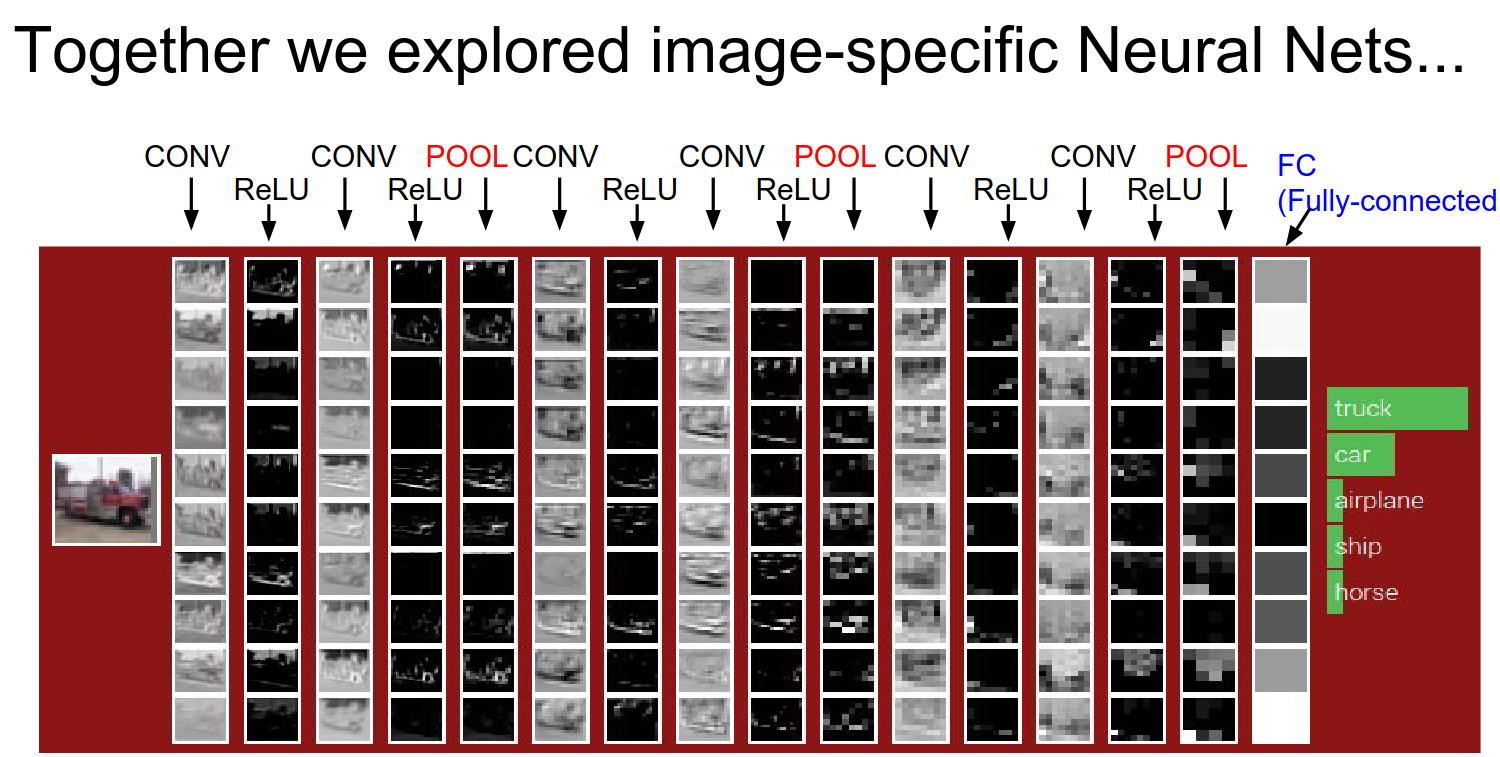 Together we explored image-specific Neural Nets...
CONV CONV POOL CONV CONV POOL CONV CONV POOL
ReLU ReLU ReLU ReLU ReLU ReLU
FC
(Fully-connected
truck
car
airplane
ship
horse